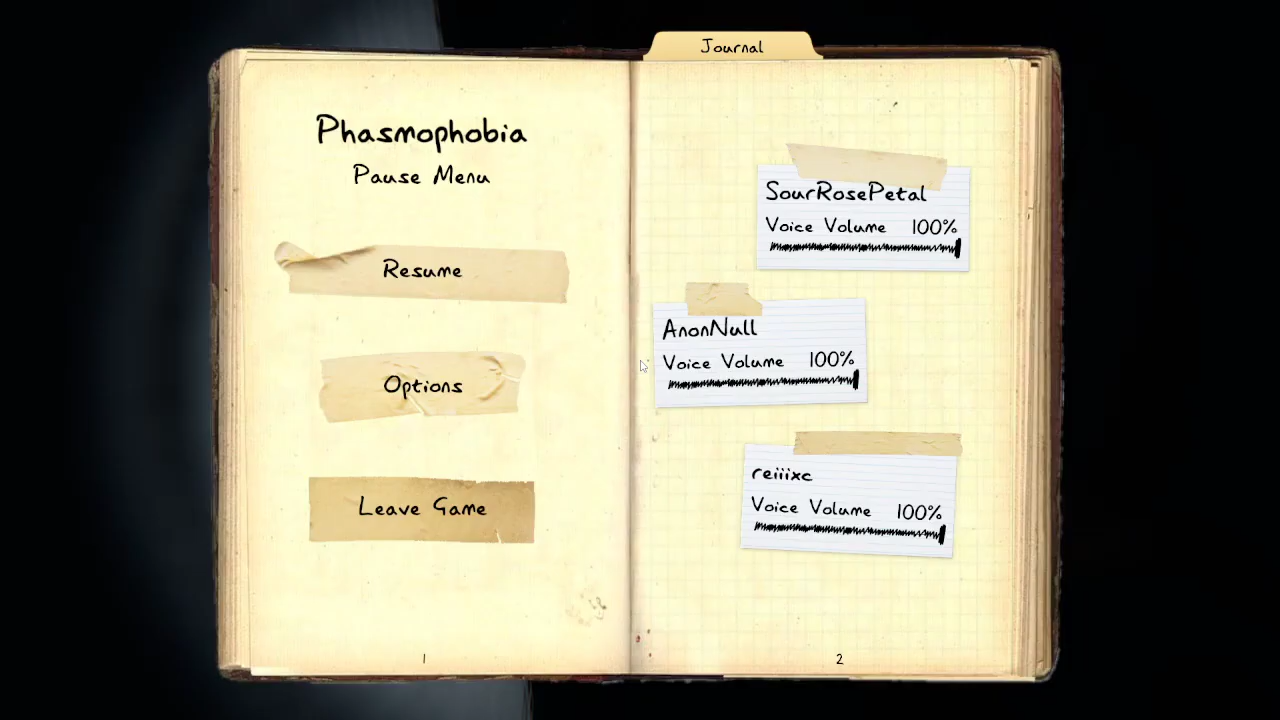 Journal
Phasmophobia
Pause Menu
Resume
Options
Leave Game
1
SourRosePetal
Voice Volume 100%
AnonNull
Voice Volume 100%
reiiixc
Voice Volume 100%
2